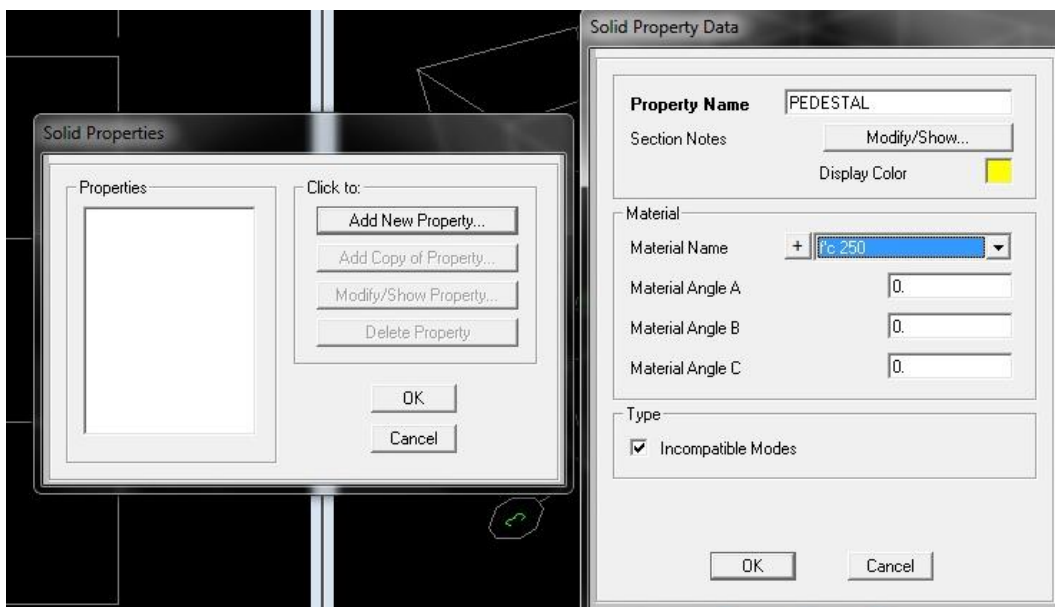 Solid Properties
Properties
Click to:
Add New Property...
Add Copy of Property...
Modify/Show Property...
Delete Property
OK
Cancel
Solid Property Data
Property Name PEDESTAL
Section Notes Modify/Show...
Display Color
Material
Material Name + f'c 250
Material Angle A 0.
Material Angle B 0.
Material Angle C 0.
Type
Incompatible Modes
OK Cancel